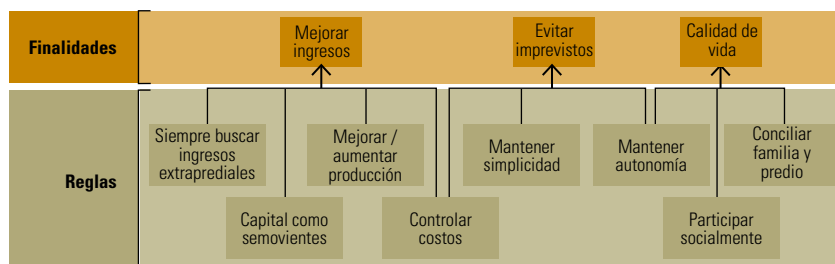 Finalidades
Mejorar
ingresos
Evitar
imprevistos
Calidad de
vida
Reglas
Siempre buscar
ingresos
extraprediales
Mejorar /
aumentar
producción
Mantener
simplicidad
Mantener
autonomía
Conciliar
familia y
predio
Capital como
semovientes
Controlar
costos
Participar
socialmente